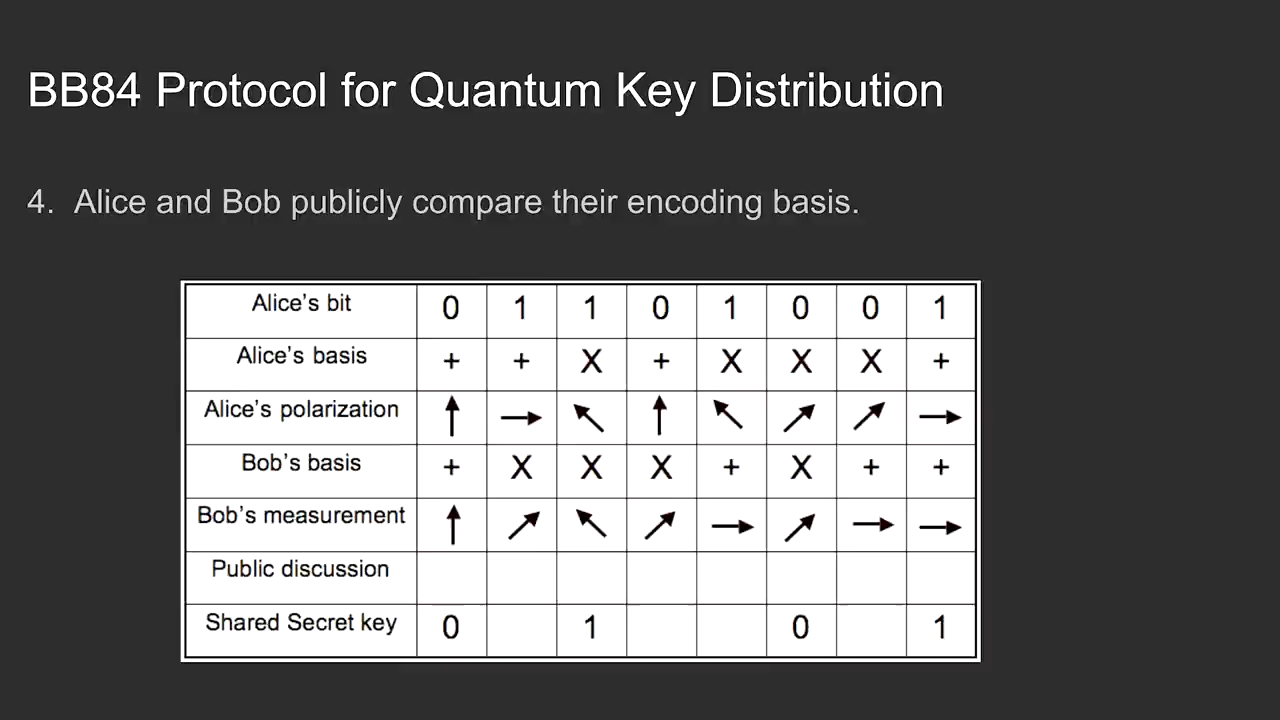 BB84 Protocol for Quantum Key Distribution
4. Alice and Bob publicly compare their encoding basis.
Alice's bit 0 1 1 0 1 0 0 1
Alice's basis + + X + X X X +
Alice's polarization ↑ → ↖ ↑ ↖ ↗ ↗ →
Bob's basis + X X X + X + +
Bob's measurement ↑ ↗ ↖ ↗ → ↗ → →
Public discussion
Shared Secret key 0 1 0 1